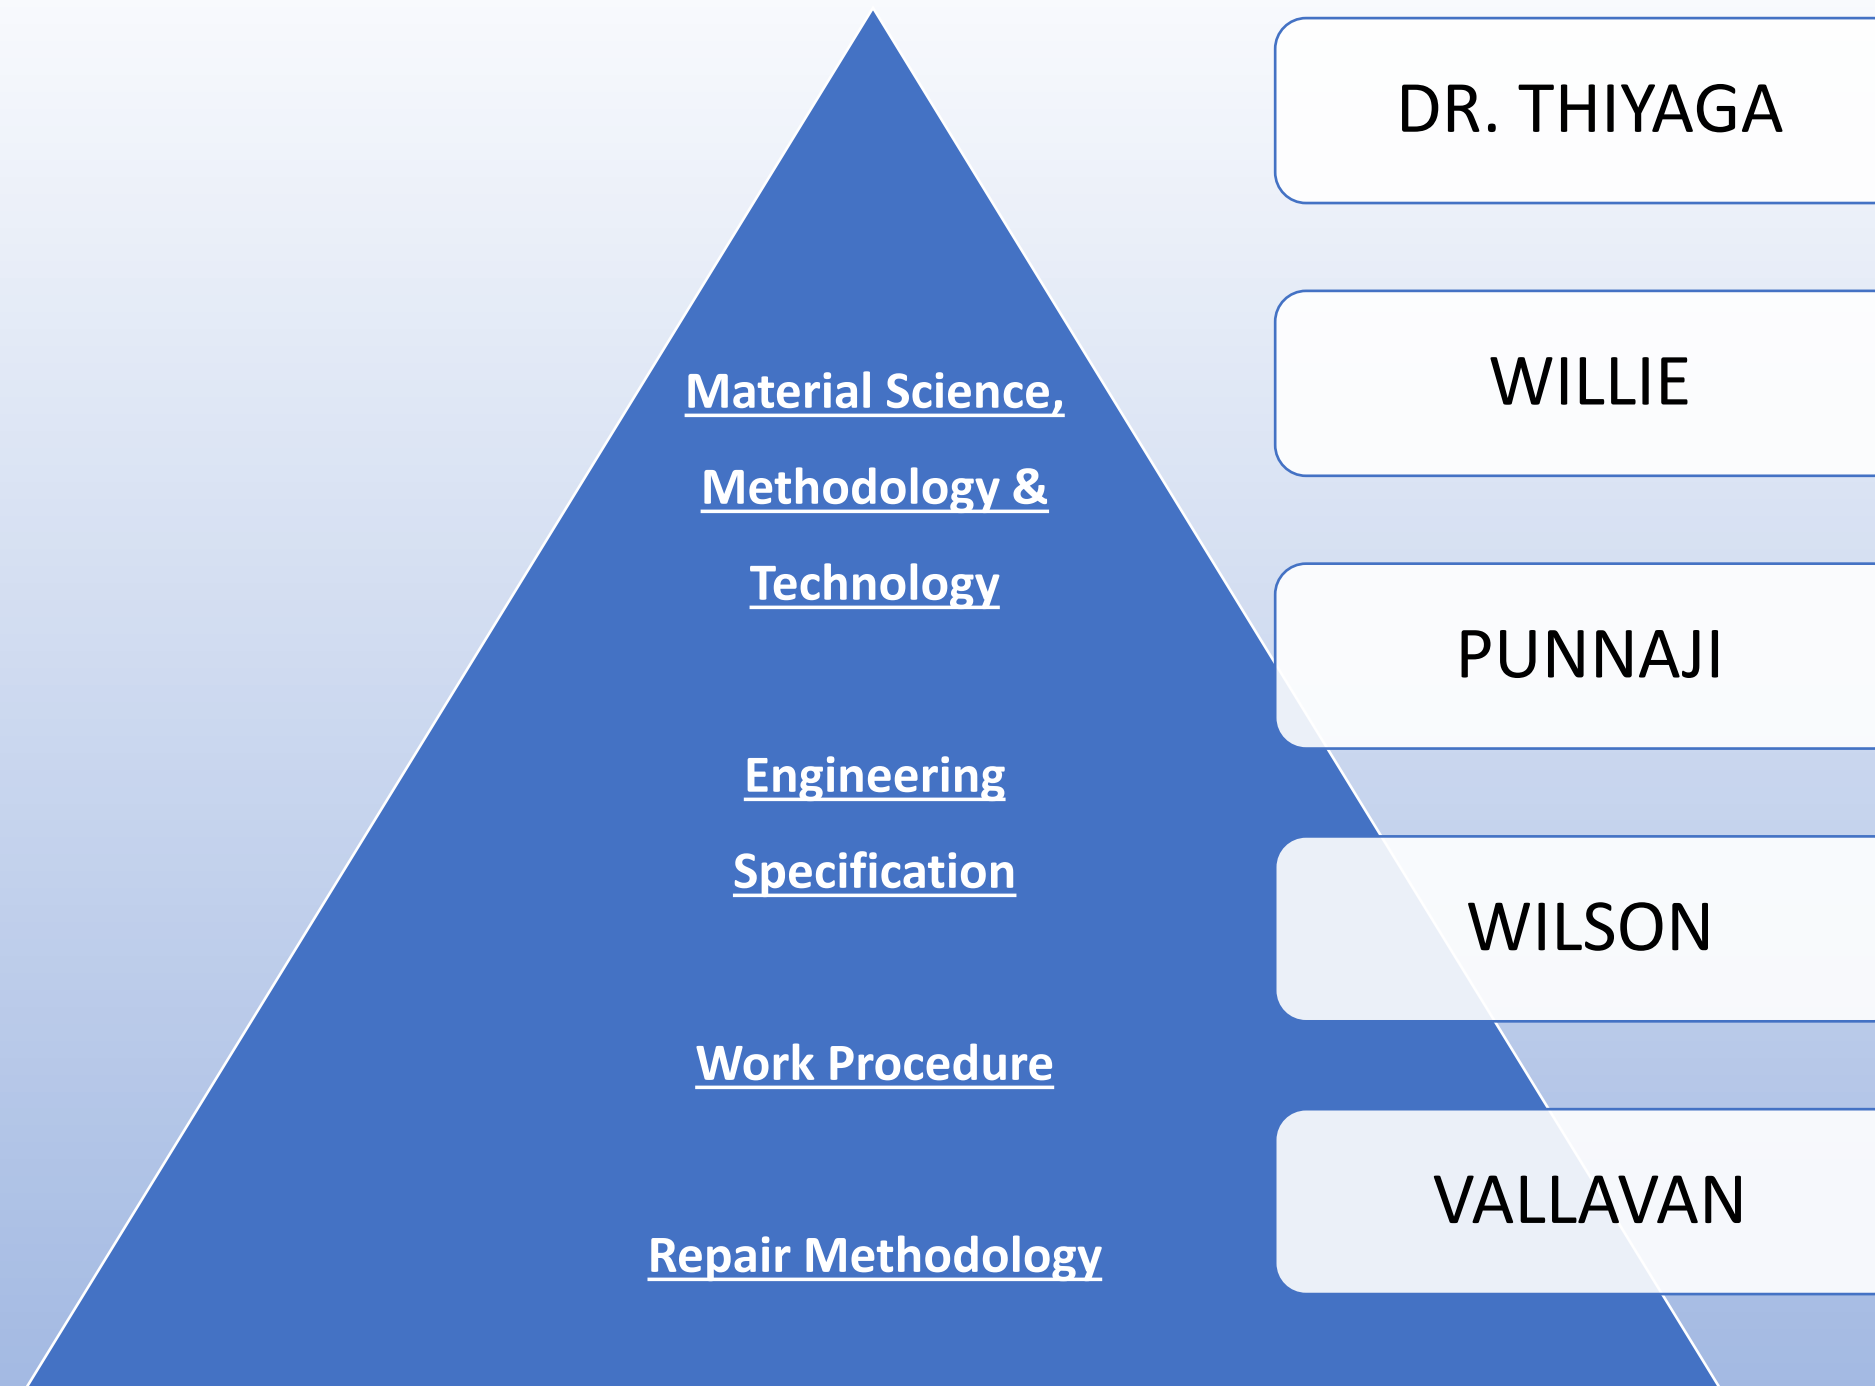 Material Science,
Methodology &
Technology
Engineering
Specification
Work Procedure
Repair Methodology
DR. THIYAGA
WILLIE
PUNNAJI
WILSON
VALLAVAN